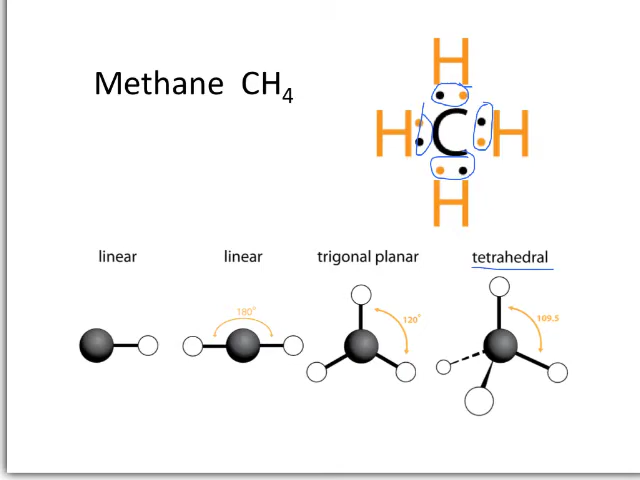 Methane CH₄
H
H C H
H
linear linear trigonal planar tetrahedral
180° 120° 109.5